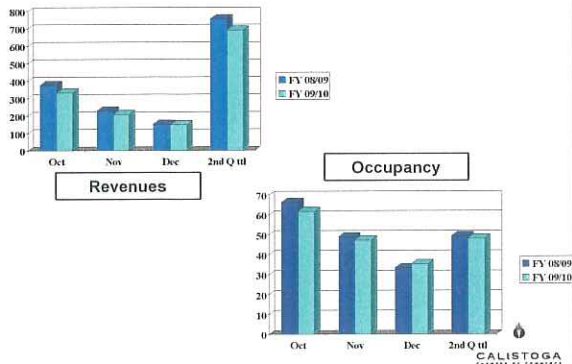 800
700
600
500
400
300
200
100
0
Oct Nov Dec 2nd Q ttl
FY 08/09
FY 09/10
Revenues
Occupancy
70
60
50
40
30
20
10
0
Oct Nov Dec 2nd Q ttl
FY 08/09
FY 09/10
CALISTOGA